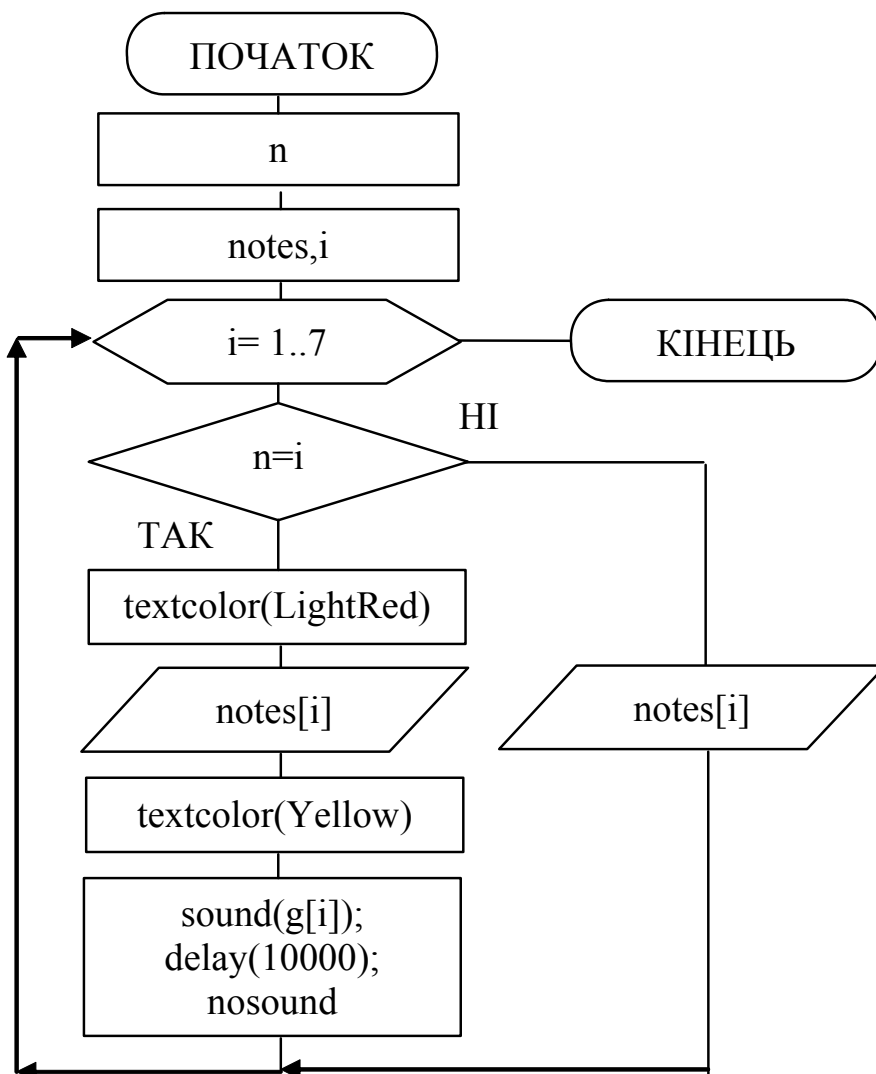 ПОЧАТОК
n
notes,i
i= 1..7
КІНЕЦЬ
НІ
n=i
ТАК
textcolor(LightRed)
notes[i]
notes[i]
textcolor(Yellow)
sound(g[i]);
delay(10000);
nosound